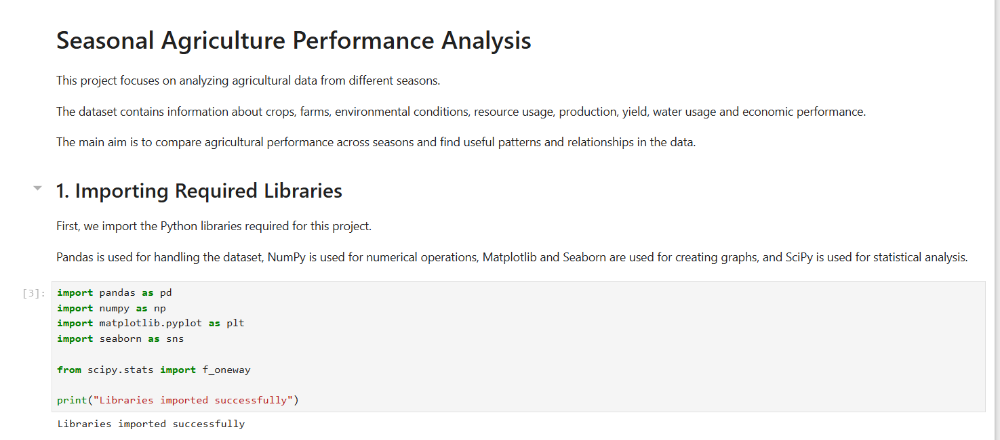 Seasonal Agriculture Performance Analysis
This project focuses on analyzing agricultural data from different seasons.
The dataset contains information about crops, farms, environmental conditions, resource usage, production, yield, water usage and economic performance.
The main aim is to compare agricultural performance across seasons and find useful patterns and relationships in the data.
1. Importing Required Libraries
First, we import the Python libraries required for this project.
Pandas is used for handling the dataset, NumPy is used for numerical operations, Matplotlib and Seaborn are used for creating graphs, and SciPy is used for statistical analysis.
[3]: import pandas as pd
import numpy as np
import matplotlib.pyplot as plt
import seaborn as sns
from scipy.stats import f_oneway
print("Libraries imported successfully")
Libraries imported successfully